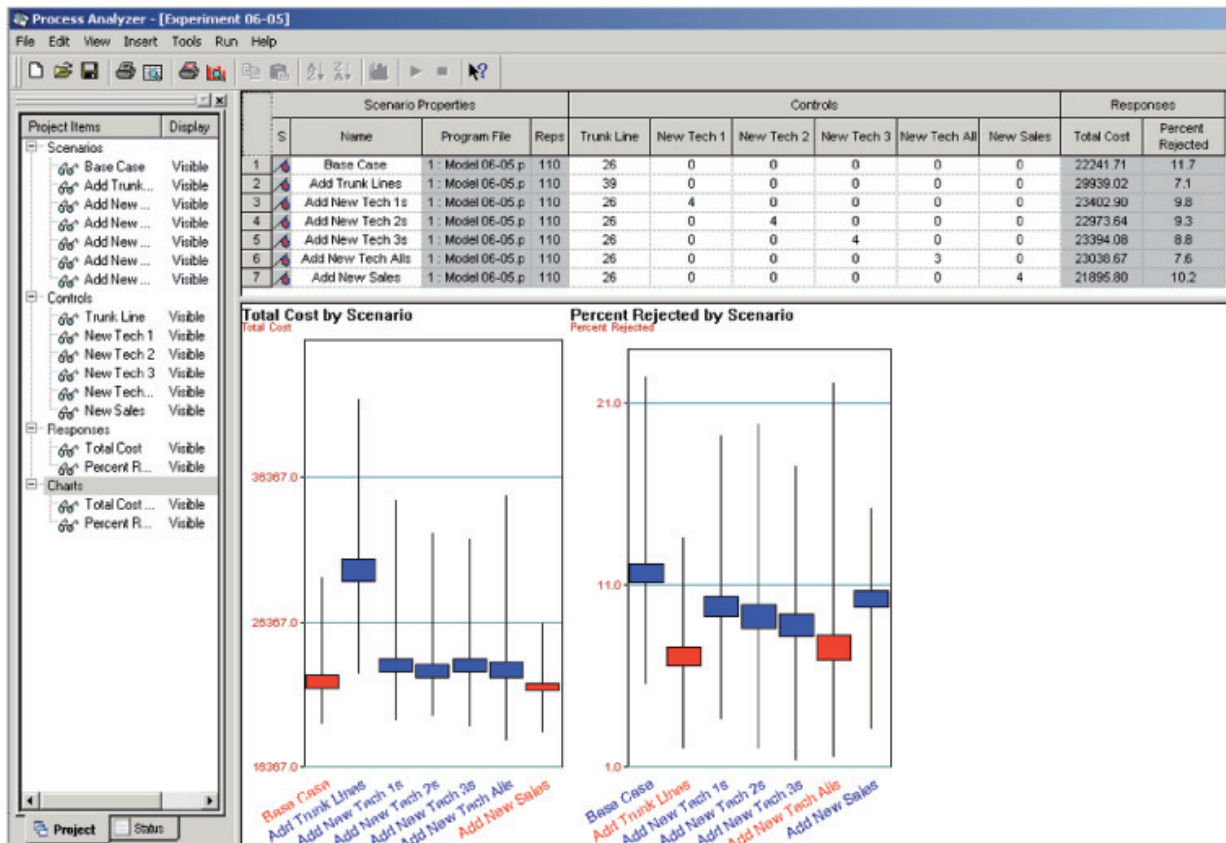 Process Analyzer - [Experiment 06-05]
File Edit View Insert Tools Run Help
Project Items Display
Scenarios
Base Case Visible
Add Trunk... Visible
Add New ... Visible
Add New ... Visible
Add New ... Visible
Add New ... Visible
Add New ... Visible
Controls
Trunk Line Visible
New Tech 1 Visible
New Tech 2 Visible
New Tech 3 Visible
New Tech... Visible
New Sales Visible
Responses
Total Cost Visible
Percent R... Visible
Charts
Total Cost ... Visible
Percent R... Visible
Project Status
Scenario Properties Controls Responses
S Name Program File Reps Trunk Line New Tech 1 New Tech 2 New Tech 3 New Tech All New Sales Total Cost Percent Rejected
1 Base Case 1 : Model 06-05.p 110 26 0 0 0 0 0 22241.71 11.7
2 Add Trunk Lines 1 : Model 06-05.p 110 39 0 0 0 0 0 29939.02 7.1
3 Add New Tech 1s 1 : Model 06-05.p 110 26 4 0 0 0 0 23402.90 9.8
4 Add New Tech 2s 1 : Model 06-05.p 110 26 0 4 0 0 0 22973.64 9.3
5 Add New Tech 3s 1 : Model 06-05.p 110 26 0 0 4 0 0 23394.08 8.8
6 Add New Tech Alls 1 : Model 06-05.p 110 26 0 0 0 3 0 23038.67 7.6
7 Add New Sales 1 : Model 06-05.p 110 26 0 0 0 0 4 21895.80 10.2
Total Cost by Scenario
Total Cost
38367.0
28367.0
18367.0
Base Case
Add Trunk Lines
Add New Tech 1s
Add New Tech 2s
Add New Tech 3s
Add New Tech Alls
Add New Sales
Percent Rejected by Scenario
Percent Rejected
21.0
11.0
1.0
Base Case
Add Trunk Lines
Add New Tech 1s
Add New Tech 2s
Add New Tech 3s
Add New Tech Alls
Add New Sales